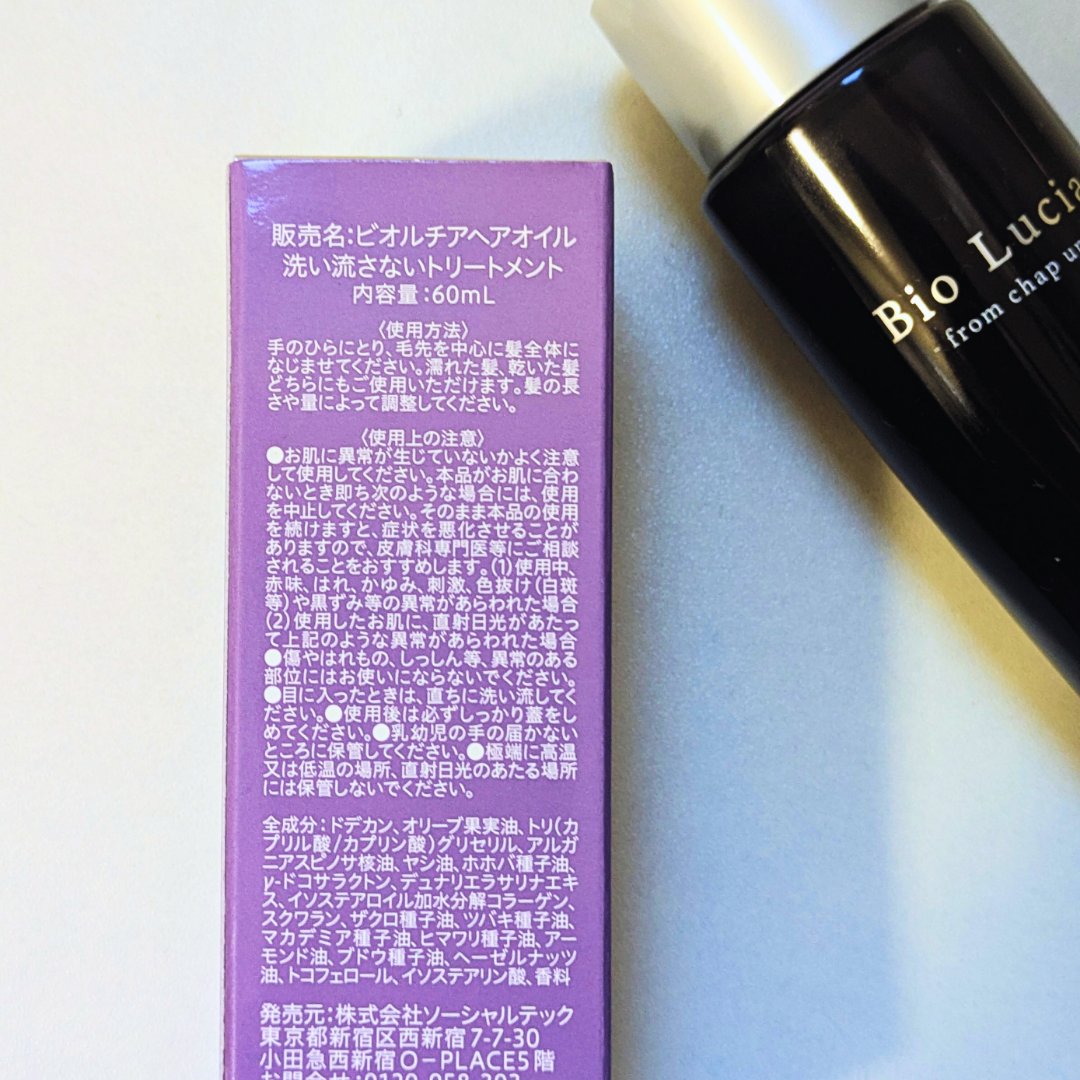 販売名:ビオルチアヘアオイル
洗い流さないトリートメント
内容量:60mL
〈使用方法〉
手のひらにとり、毛先を中心に髪全体に
なじませてください。濡れた髪、乾いた髪
どちらにもご使用いただけます。髪の長
さや量によって調整してください。
〈使用上の注意〉
●お肌に異常が生じていないかよく注意
して使用してください。本品がお肌に合わ
ないとき即ち次のような場合には、使用
を中止してください。そのまま本品の使用
を続けますと、症状を悪化させることが
ありますので、皮膚科専門医等にご相談
されることをおすすめします。(1)使用中、
赤味、はれ、かゆみ、刺激、色抜け(白斑
等)や黒ずみ等の異常があらわれた場合
(2)使用したお肌に、直射日光があたっ
て上記のような異常があらわれた場合
●傷やはれもの、しっしん等、異常のある
部位にはお使いにならないでください。
●目に入ったときは、直ちに洗い流してく
ださい。●使用後は必ずしっかり蓋をし
めてください。●乳幼児の手の届かない
ところに保管してください。●極端に高温
又は低温の場所、直射日光のあたる場所
には保管しないでください。
全成分:ドデカン、オリーブ果実油、トリ(カ
プリル酸/カプリン酸)グリセリル、アルガ
ニアスピノサ核油、ヤシ油、ホホバ種子油、
γ-ドコサラクトン、デュナリエラサリナエキ
ス、イソステアロイル加水分解コラーゲン、
スクワラン、ザクロ種子油、ツバキ種子油、
マカデミア種子油、ヒマワリ種子油、アー
モンド油、ブドウ種子油、ヘーゼルナッツ
油、トコフェロール、イソステアリン酸、香料
発売元:株式会社ソーシャルテック
東京都新宿区西新宿7-7-30
小田急西新宿O-PLACE5階
Bio Lucia
- from chap up